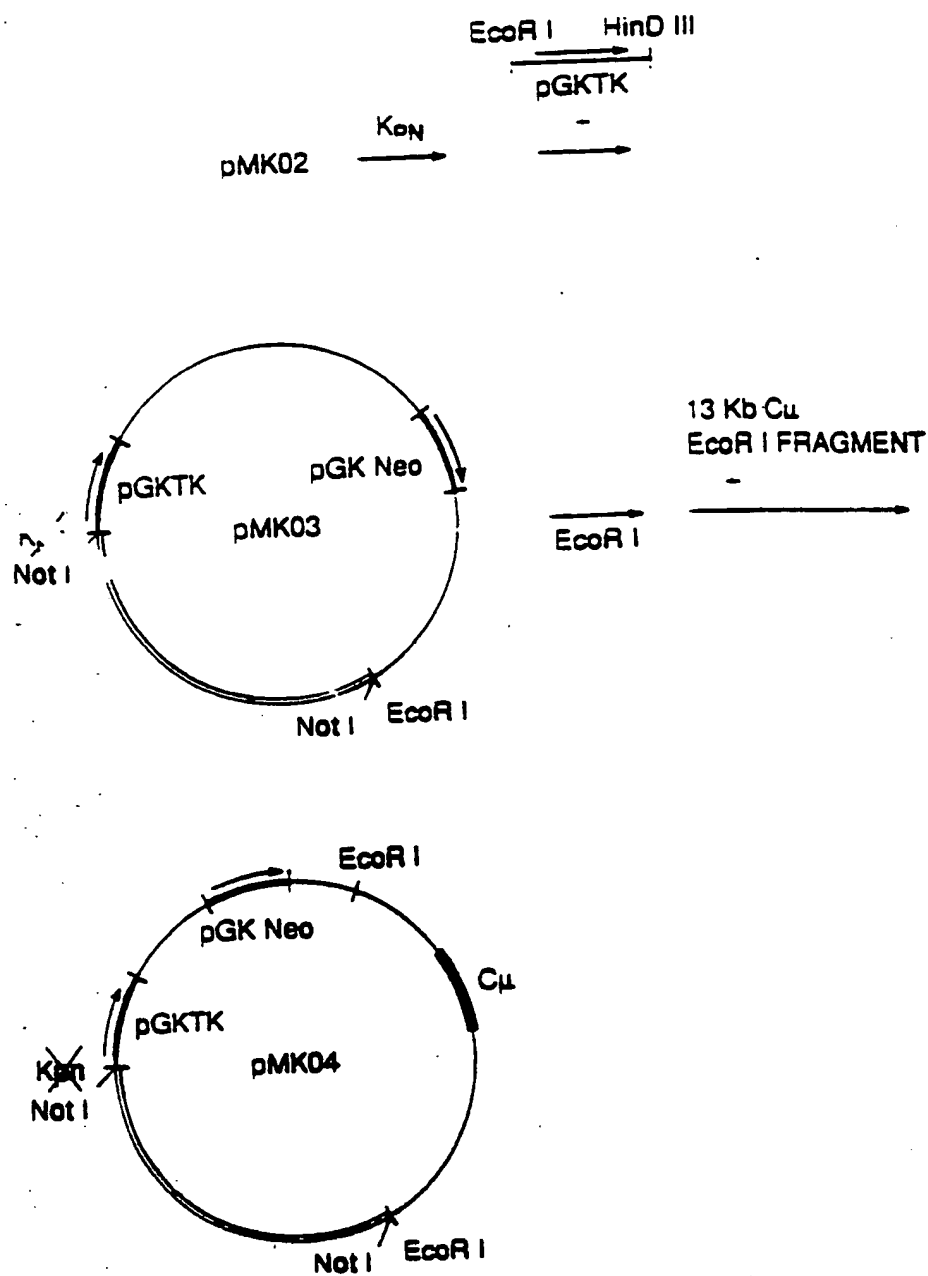 EcoR I HinD III
pGKTK
KpN
pMK02
13 Kb Cμ
EcoR I FRAGMENT
pGK Neo
pGKTK
pMK03
EcoR I
Not I
Not I EcoR I
EcoR I
pGK Neo
Cμ
pGKTK
pMK04
Kpn
Not I
Not I EcoR I